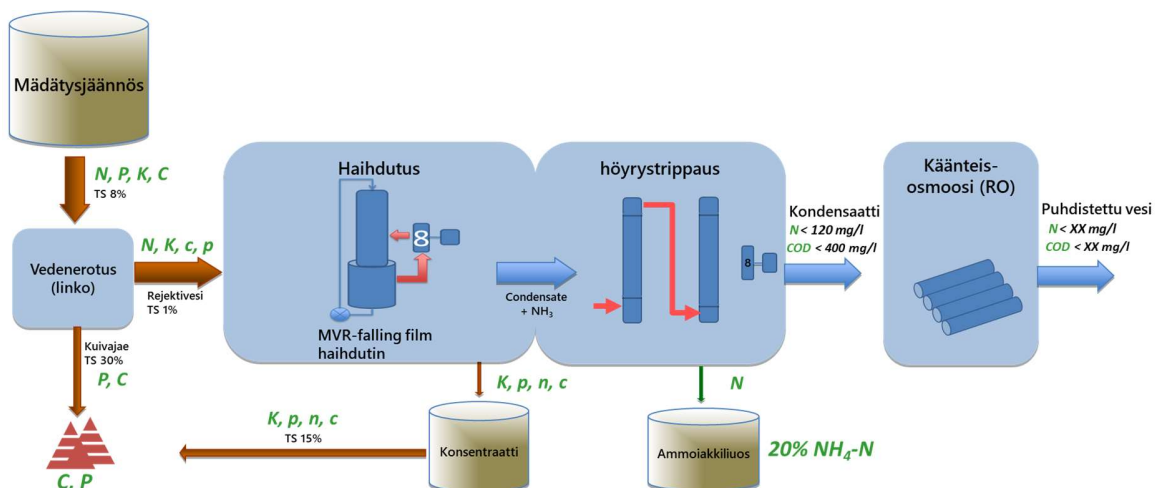 Mädätysjäännös
N, P, K, C
TS 8%
Vedenerotus
(linko)
N, K, c, p
Rejektivesi
TS 1%
Kuivajae
TS 30%
P, C
C, P
Haihdutus
8
MVR-falling film
haihdutin
Condensate
+ NH₃
K, p, n, c
Konsentraatti
K, p, n, c
TS 15%
höyrystrippaus
8
N
Ammoiakkiliuos
20% NH₄-N
Kondensaatti
N < 120 mg/l
COD < 400 mg/l
Käänteis-
osmoosi (RO)
Puhdistettu vesi
N < XX mg/l
COD < XX mg/l